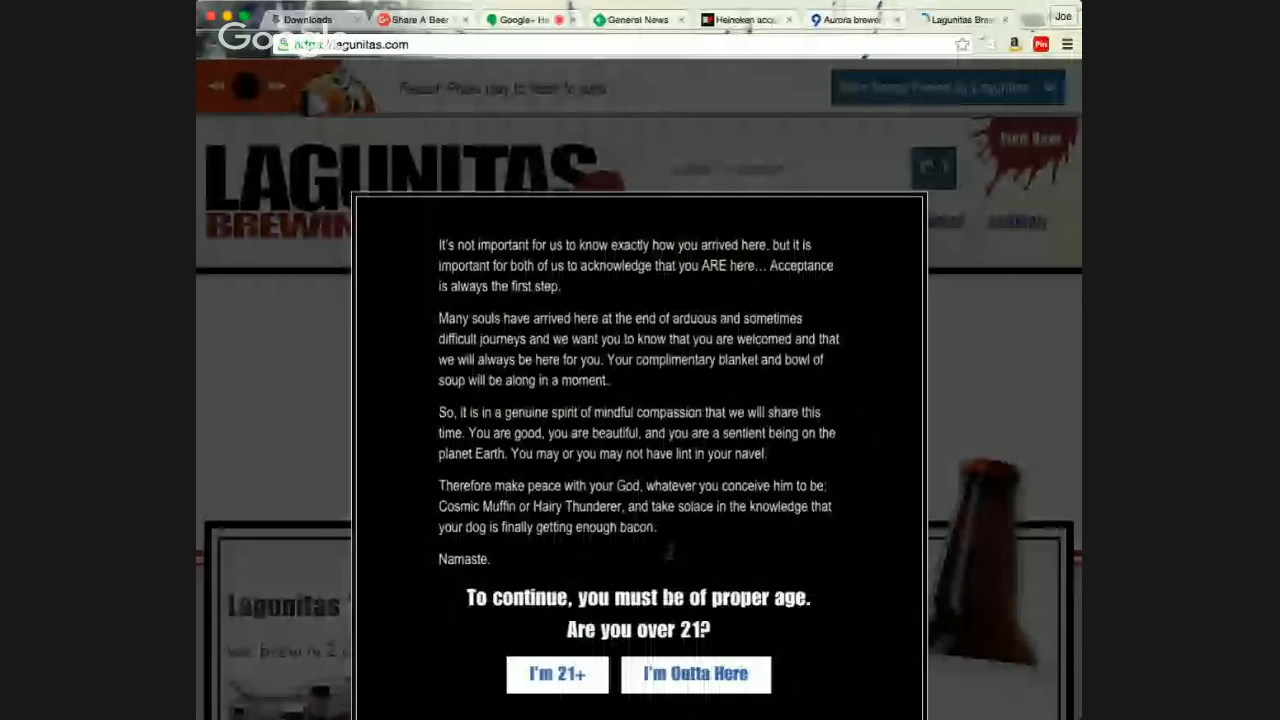 Downloads
Share A Beer
Google+ Ha
General News
Heineken acq
Aurora brewer
Lagunitas Brew
Joe
Google
https://lagunitas.com
Pin
LAGUNITAS
BREWIN
It's not important for us to know exactly how you arrived here, but it is
important for both of us to acknowledge that you ARE here... Acceptance
is always the first step.
Many souls have arrived here at the end of arduous and sometimes
difficult journeys and we want you to know that you are welcomed and that
we will always be here for you. Your complimentary blanket and bowl of
soup will be along in a moment.
So, it is in a genuine spirit of mindful compassion that we will share this
time. You are good, you are beautiful, and you are a sentient being on the
planet Earth. You may or you may not have lint in your navel.
Therefore make peace with your God, whatever you conceive him to be;
Cosmic Muffin or Hairy Thunderer, and take solace in the knowledge that
your dog is finally getting enough bacon.
Namaste.
To continue, you must be of proper age.
Are you over 21?
I'm 21+
I'm Outta Here
Lagunitas